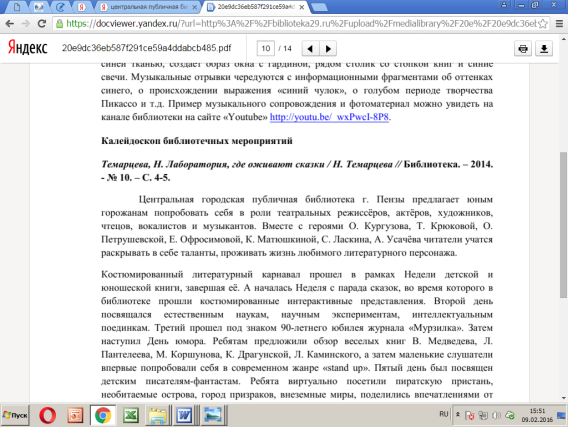 центральная публичная би
20e9dc36eb587f291ce59a4
https://docviewer.yandex.ru/?url=http%3A%2F%2Fbiblioteka29.ru%2Fupload%2Fmedialibrary%2F20e%2F20e9dc36eb
Яндекс 20e9dc36eb587f291ce59a4ddabcb485.pdf 10 / 14
синей тканью, создает образ окна с гардиной, рядом столик со стопкой книг и синие
свечи. Музыкальные отрывки чередуются с информационными фрагментами об оттенках
синего, о происхождении выражения «синий чулок», о голубом периоде творчества
Пикассо и т.д. Пример музыкального сопровождения и фотоматериал можно увидеть на
канале библиотеки на сайте «Youtube» http://youtu.be/_wxPwcI-8P8.
Калейдоскоп библиотечных мероприятий
Темарцева, Н. Лаборатория, где оживают сказки / Н. Темарцева // Библиотека. – 2014.
- № 10. – С. 4-5.
Центральная городская публичная библиотека г. Пензы предлагает юным
горожанам попробовать себя в роли театральных режиссёров, актёров, художников,
чтецов, вокалистов и музыкантов. Вместе с героями О. Кургузова, Т. Крюковой, О.
Петрушевской, Е. Офросимовой, К. Матюшкиной, С. Ласкина, А. Усачёва читатели учатся
раскрывать в себе таланты, проживать жизнь любимого литературного персонажа.
Костюмированный литературный карнавал прошел в рамках Недели детской и
юношеской книги, завершая её. А началась Неделя с парада сказок, во время которого в
библиотеке прошли костюмированные интерактивные представления. Второй день
посвящался естественным наукам, научным экспериментам, интеллектуальным
поединкам. Третий прошел под знаком 90-летнего юбилея журнала «Мурзилка». Затем
наступил День юмора. Ребятам предложили обзор веселых книг В. Медведева, Л.
Пантелеева, М. Коршунова, К. Драгунской, Л. Каминского, а затем маленькие слушатели
впервые попробовали себя в современном жанре «stand up». Пятый день был посвящен
детским писателям-фантастам. Ребята виртуально посетили пиратскую пристань,
необитаемые острова, город призраков, внеземные миры, поделились впечатлениями от
Пуск
RU
15:51
09.02.2016